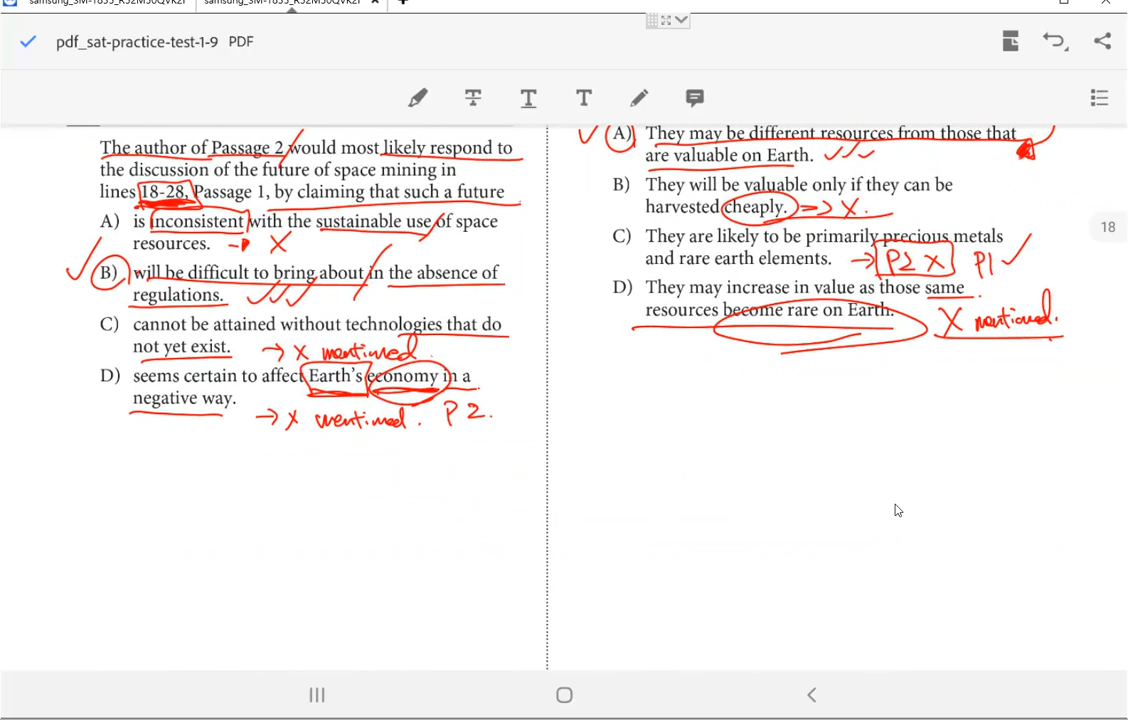 pdf_sat-practice-test-1-9 PDF
The author of Passage 2 would most likely respond to
the discussion of the future of space mining in
lines 18-28, Passage 1, by claiming that such a future
A) is inconsistent with the sustainable use of space
resources. → X
B) will be difficult to bring about in the absence of
regulations.
C) cannot be attained without technologies that do
not yet exist. → X mentioned.
D) seems certain to affect Earth's economy in a
negative way.
→ X mentioned. P2.
A) They may be different resources from those that
are valuable on Earth.
B) They will be valuable only if they can be
harvested cheaply. => X.
C) They are likely to be primarily precious metals
and rare earth elements. → P2 X P1 ✓
D) They may increase in value as those same
resources become rare on Earth. X mentioned.
18